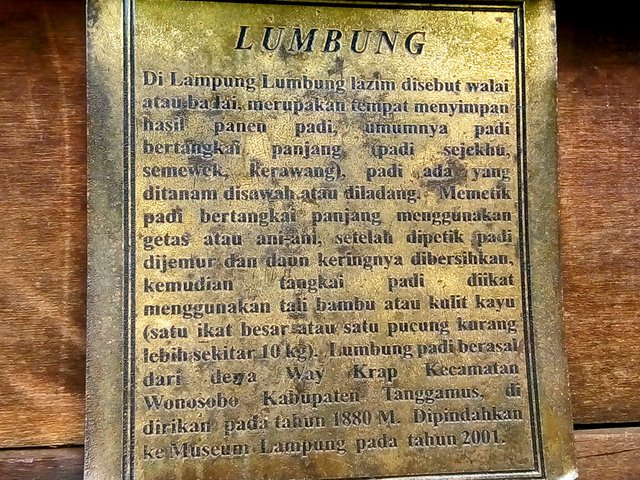 LUMBUNG
Di Lampung Lumbung lazim disebut walai
atau balai, merupakan tempat menyimpan
hasil panen padi, umumnya padi
bertangkai panjang (padi sejekhu,
semewek, kerawang), padi ada yang
ditanam disawah atau diladang. Memetik
padi bertangkai panjang menggunakan
getas atau ani-ani, setelah dipetik padi
dijemur dan daun keringnya dibersihkan,
kemudian tangkai padi diikat
menggunakan tali bambu atau kulit kayu
(satu ikat besar atau satu pucung kurang
lebih sekitar 10 kg). Lumbung padi berasal
dari desa Way Krap Kecamatan
Wonosobo Kabupaten Tanggamus, di
dirikan pada tahun 1880 M. Dipindahkan
ke Museum Lampung pada tahun 2001.